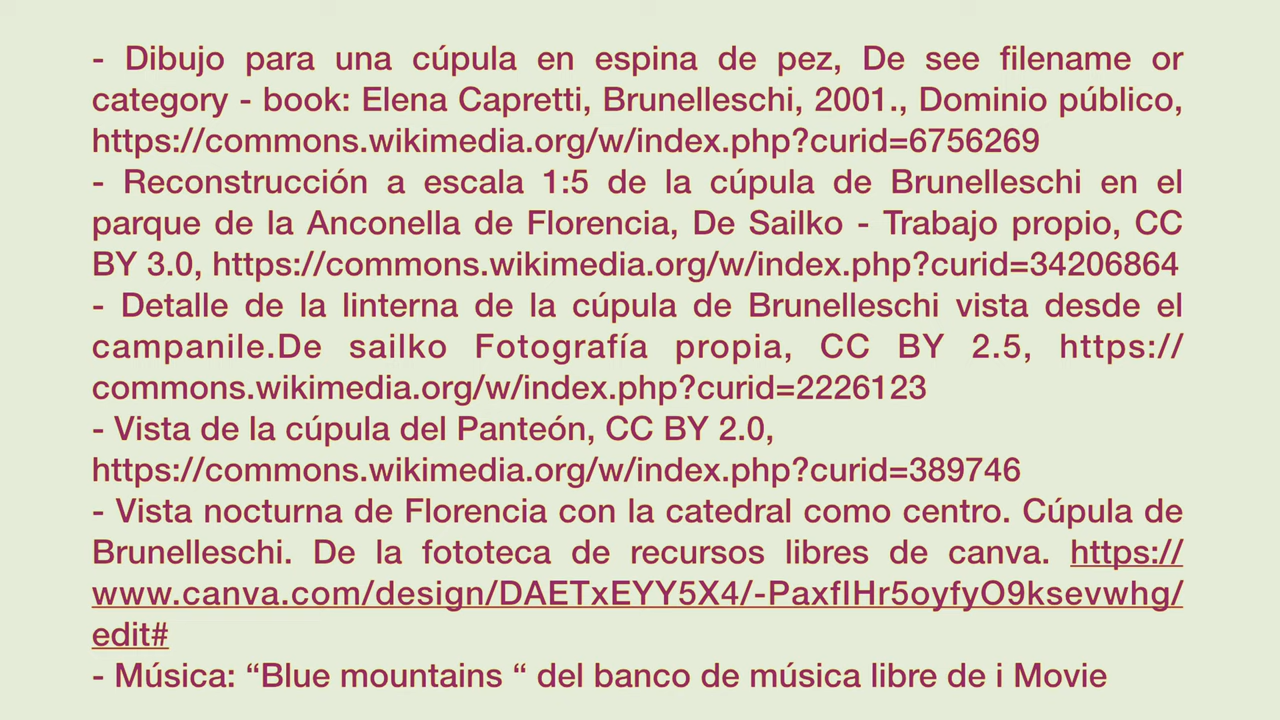 - Dibujo para una cúpula en espina de pez, De see filename or
category - book: Elena Capretti, Brunelleschi, 2001., Dominio público,
https://commons.wikimedia.org/w/index.php?curid=6756269
- Reconstrucción a escala 1:5 de la cúpula de Brunelleschi en el
parque de la Anconella de Florencia, De Sailko - Trabajo propio, CC
BY 3.0, https://commons.wikimedia.org/w/index.php?curid=34206864
- Detalle de la linterna de la cúpula de Brunelleschi vista desde el
campanile.De sailko Fotografía propia, CC BY 2.5, https://
commons.wikimedia.org/w/index.php?curid=2226123
- Vista de la cúpula del Panteón, CC BY 2.0,
https://commons.wikimedia.org/w/index.php?curid=389746
- Vista nocturna de Florencia con la catedral como centro. Cúpula de
Brunelleschi. De la fototeca de recursos libres de canva. https://
www.canva.com/design/DAETxEYY5X4/-PaxflHr5oyfyO9ksevwhg/
edit#
- Música: “Blue mountains “ del banco de música libre de i Movie